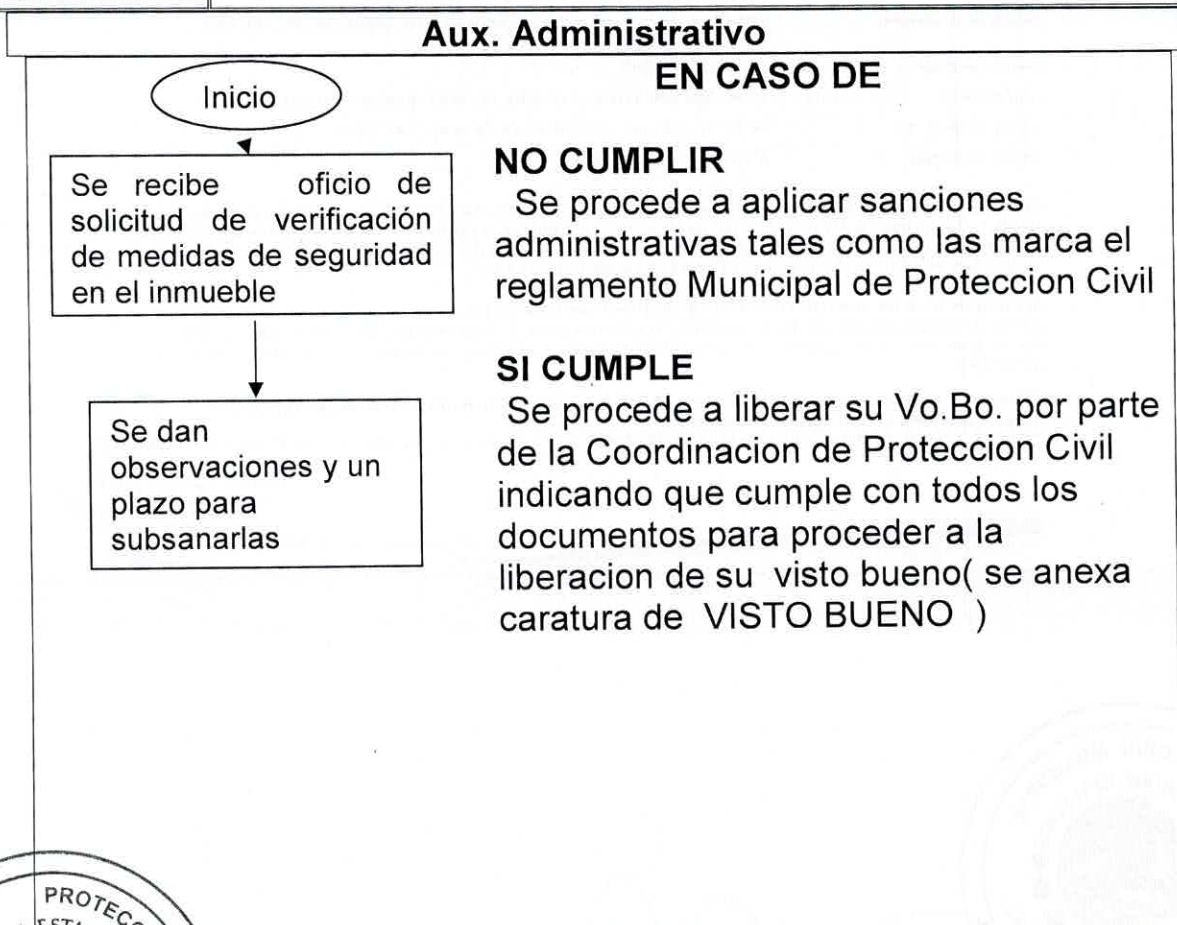 Aux. Administrativo
Inicio
Se recibe oficio de
solicitud de verificación
de medidas de seguridad
en el inmueble
Se dan
observaciones y un
plazo para
subsanarlas
EN CASO DE
NO CUMPLIR
Se procede a aplicar sanciones
administrativas tales como las marca el
reglamento Municipal de Proteccion Civil
SI CUMPLE
Se procede a liberar su Vo.Bo. por parte
de la Coordinacion de Proteccion Civil
indicando que cumple con todos los
documentos para proceder a la
liberacion de su visto bueno( se anexa
caratura de VISTO BUENO )
PROTEC